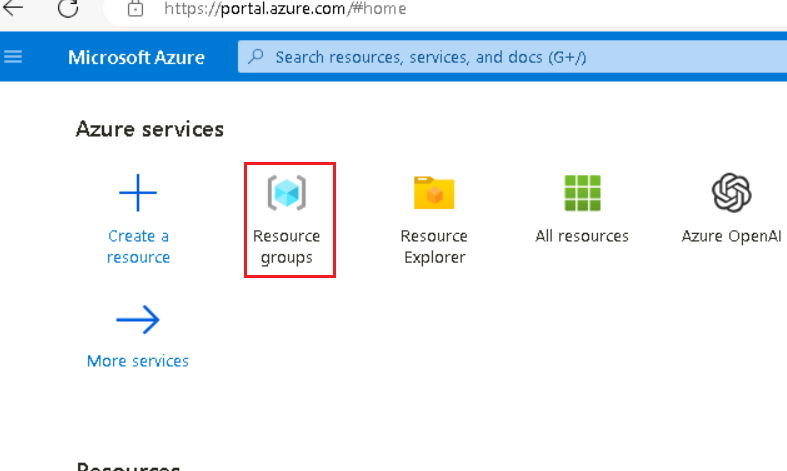 https://portal.azure.com/#home
Microsoft Azure
Search resources, services, and docs (G+/)
Azure services
Create a
resource
Resource
groups
Resource
Explorer
All resources
Azure OpenAI
More services
Resources